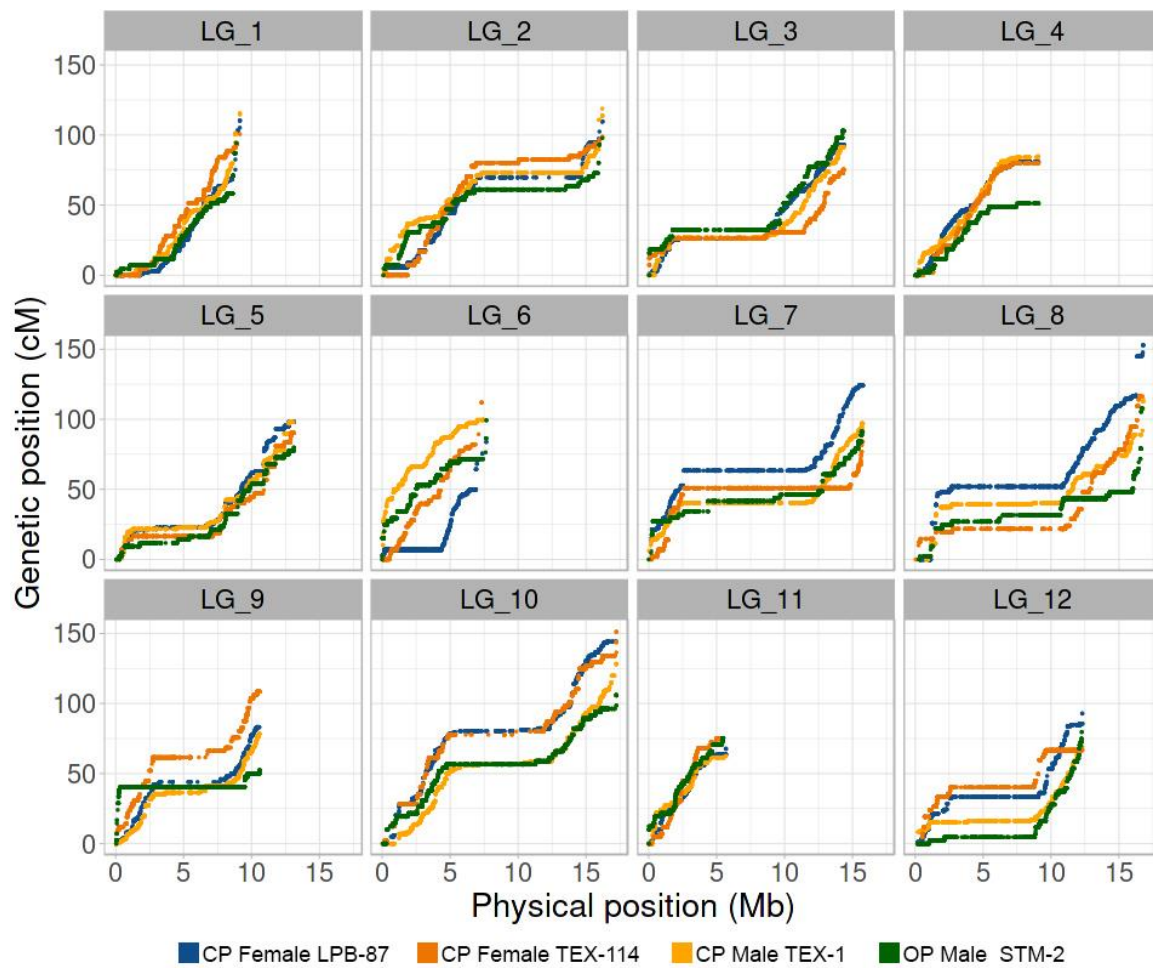 LG_1 LG_2 LG_3 LG_4
150
100
50
0
LG_5 LG_6 LG_7 LG_8
150
100
50
0
LG_9 LG_10 LG_11 LG_12
150
100
50
0
0 5 10 15 0 5 10 15 0 5 10 15 0 5 10 15
Genetic position (cM)
Physical position (Mb)
CP Female LPB-87 CP Female TEX-114 CP Male TEX-1 OP Male STM-2